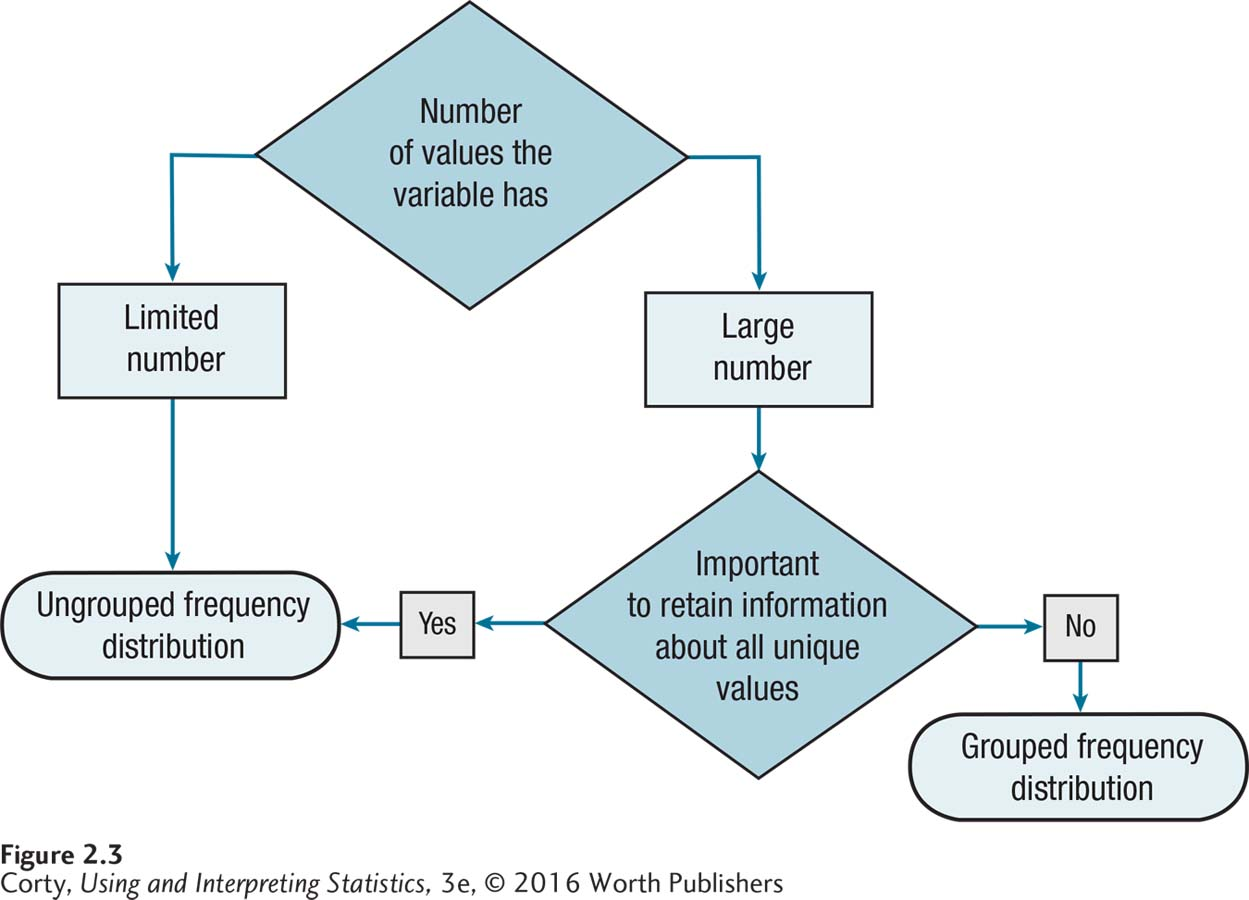 Number
of values the
variable has
Limited
number
Large
number
Important
to retain information
about all unique
values
Yes
No
Ungrouped frequency
distribution
Grouped frequency
distribution
Figure 2.3
Corty, Using and Interpreting Statistics, 3e, © 2016 Worth Publishers